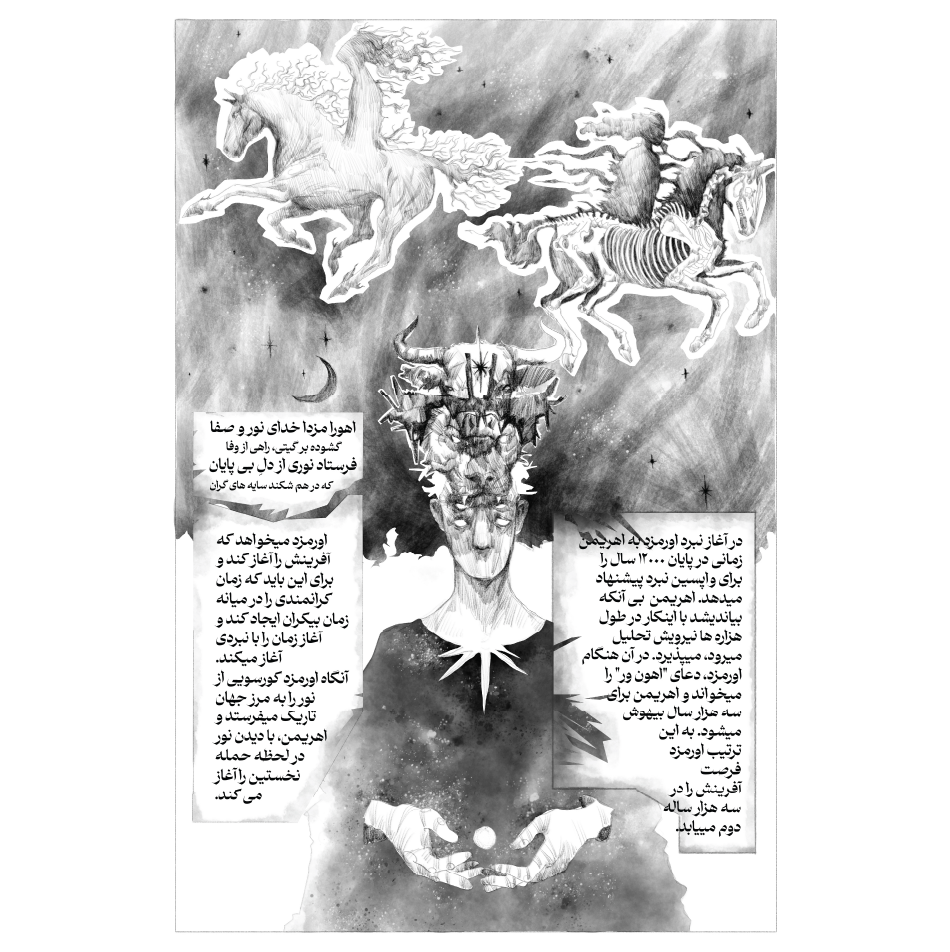 اهورا مزدا خدای نور و صفا
گشوده بر گیتی، راهی از وفا
فرستاد نوری از دلِ بی پایان
که در هم شکند سایه های گران
اورمزد میخواهد که
آفرینش را آغاز کند و
برای این باید که زمان
کرانمندی را در میانه
زمان بیکران ایجاد کند و
آغاز زمان را با نبردی
آغاز میکند.
آنگاه اورمزد کورسویی از
نور را به مرز جهان
تاریک میفرستد و
اهریمن، با دیدن نور
در لحظه حمله
نخستین را آغاز
می کند.
در آغاز نبرد اورمزد به اهریمن
زمانی در پایان ۱۲۰۰۰ سال را
برای واپسین نبرد پیشنهاد
میدهد. اهریمن بی آنکه
بیاندیشد با اینکار در طول
هزاره ها نیرویش تحلیل
میرود، میپذیرد. در آن هنگام
اورمزد، دعای "اهون ور" را
میخواند و اهریمن برای
سه هزار سال بیهوش
میشود. به این
ترتیب اورمزد
فرصت
آفرینش را در
سه هزار ساله
دوم مییابد.